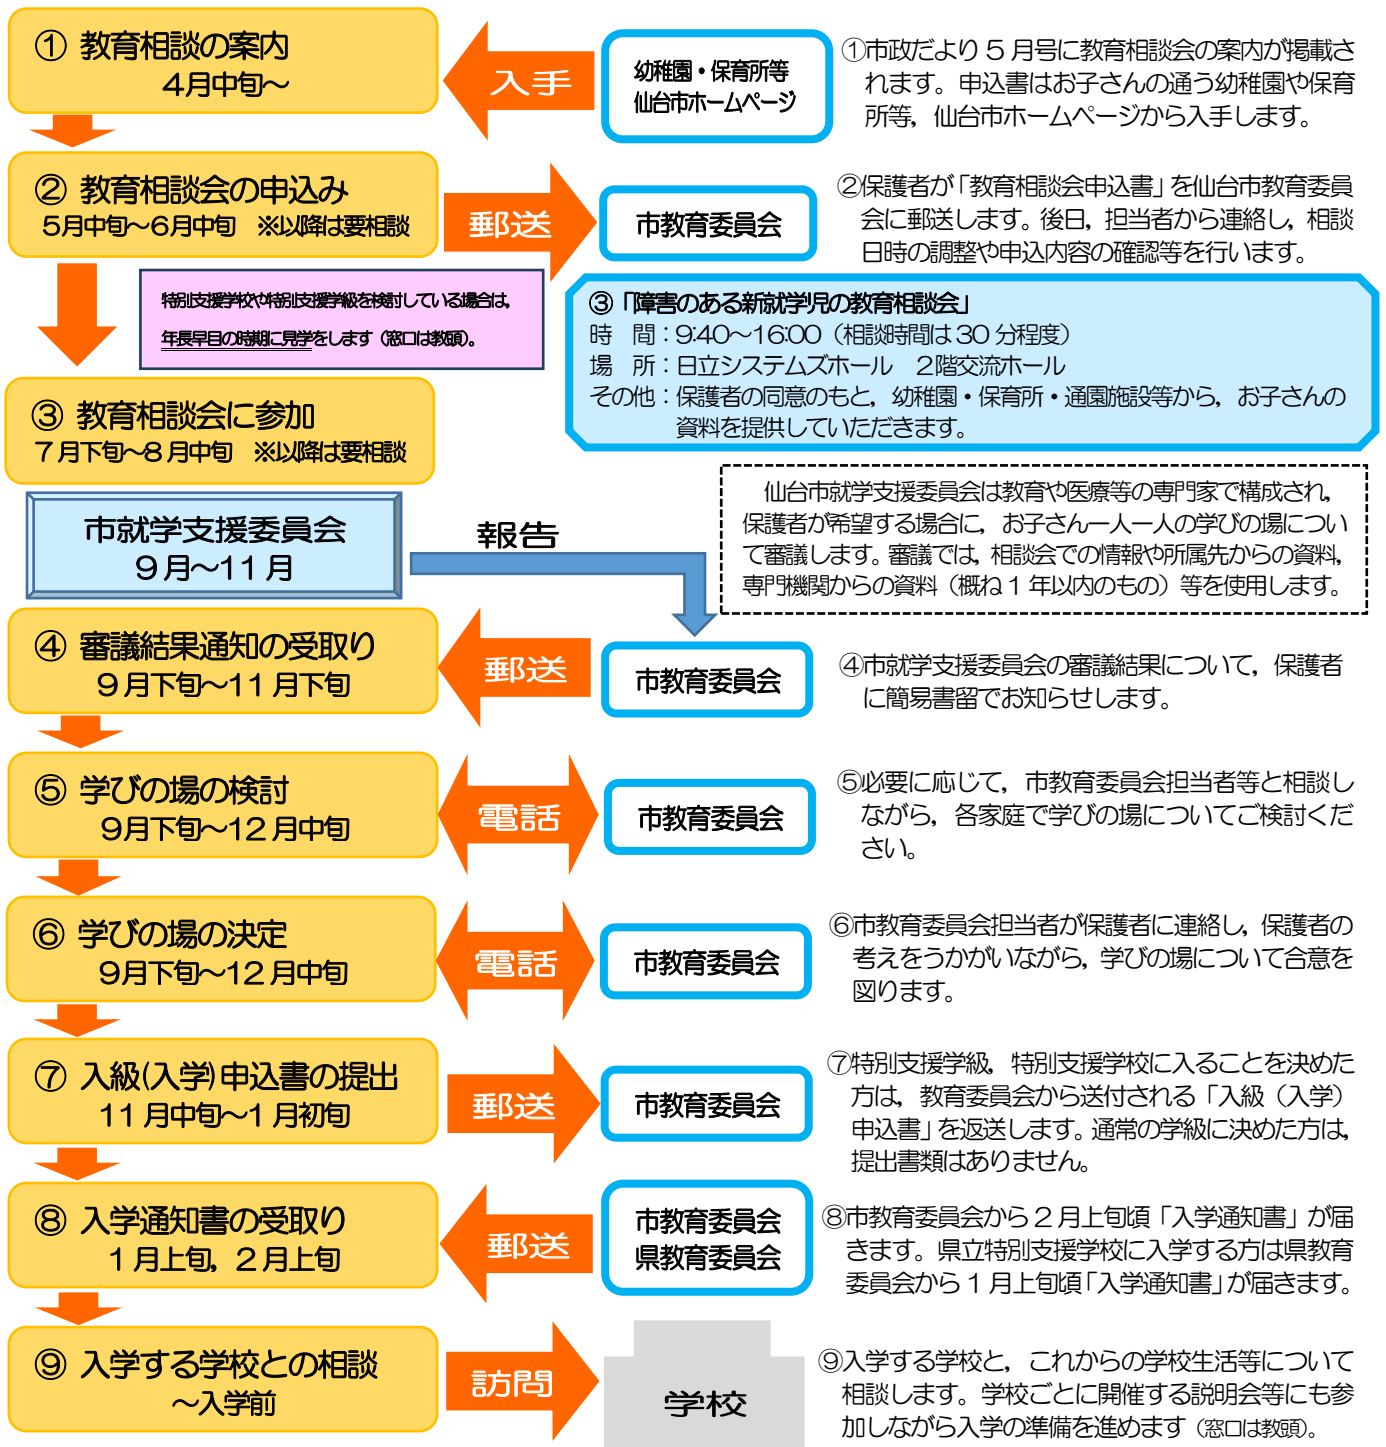 ① 教育相談の案内
4月中旬～
入手
幼稚園・保育所等
仙台市ホームページ
①市政だより 5 月号に教育相談会の案内が掲載さ
れます。申込書はお子さんの通う幼稚園や保育
所等，仙台市ホームページから入手します。
② 教育相談会の申込み
5月中旬～6月中旬　※以降は要相談
郵送
市教育委員会
②保護者が「教育相談会申込書」を仙台市教育委員
会に郵送します。後日，担当者から連絡し，相談
日時の調整や申込内容の確認等を行います。
特別支援学校や特別支援学級を検討している場合は，
年長早目の時期に見学をします（窓口は教頭）。
③「障害のある新就学児の教育相談会」
時　間：9:40～16:00（相談時間は 30 分程度）
場　所：日立システムズホール　2階交流ホール
その他：保護者の同意のもと，幼稚園・保育所・通園施設等から，お子さんの
資料を提供していただきます。
③ 教育相談会に参加
7 月下旬～8 月中旬　※以降は要相談
市就学支援委員会
9 月～11 月
報告
仙台市就学支援委員会は教育や医療等の専門家で構成され，
保護者が希望する場合に，お子さん一人一人の学びの場につい
て審議します。審議では，相談会での情報や所属先からの資料，
専門機関からの資料（概ね 1 年以内のもの）等を使用します。
④ 審議結果通知の受取り
9 月下旬～11 月下旬
郵送
市教育委員会
④市就学支援委員会の審議結果について，保護者
に簡易書留でお知らせします。
⑤ 学びの場の検討
9月下旬～12 月中旬
電話
市教育委員会
⑤必要に応じて，市教育委員会担当者等と相談し
ながら，各家庭で学びの場についてご検討くだ
さい。
⑥ 学びの場の決定
9月下旬～12 月中旬
電話
市教育委員会
⑥市教育委員会担当者が保護者に連絡し，保護者の
考えをうかがいながら，学びの場について合意を
図ります。
⑦ 入級(入学)申込書の提出
11 月中旬～1 月初旬
郵送
市教育委員会
⑦特別支援学級，特別支援学校に入ることを決めた
方は，教育委員会から送付される「入級（入学）
申込書」を返送します。通常の学級に決めた方は，
提出書類はありません。
⑧ 入学通知書の受取り
1 月上旬，2 月上旬
郵送
市教育委員会
県教育委員会
⑧市教育委員会から 2 月上旬頃「入学通知書」が届
きます。県立特別支援学校に入学する方は県教育
委員会から 1 月上旬頃「入学通知書」が届きます。
⑨ 入学する学校との相談
～入学前
訪問
学校
⑨入学する学校と，これからの学校生活等について
相談します。学校ごとに開催する説明会等にも参
加しながら入学の準備を進めます（窓口は教頭）。